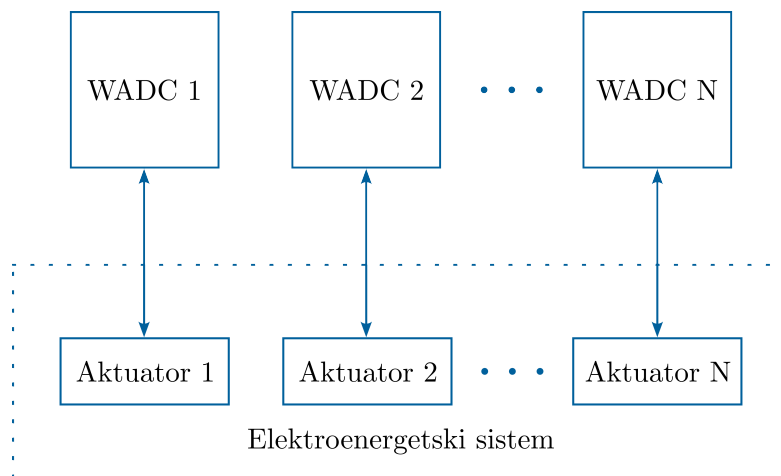 WADC 1
WADC 2
WADC N
Aktuator 1
Aktuator 2
Aktuator N
Elektroenergetski sistem